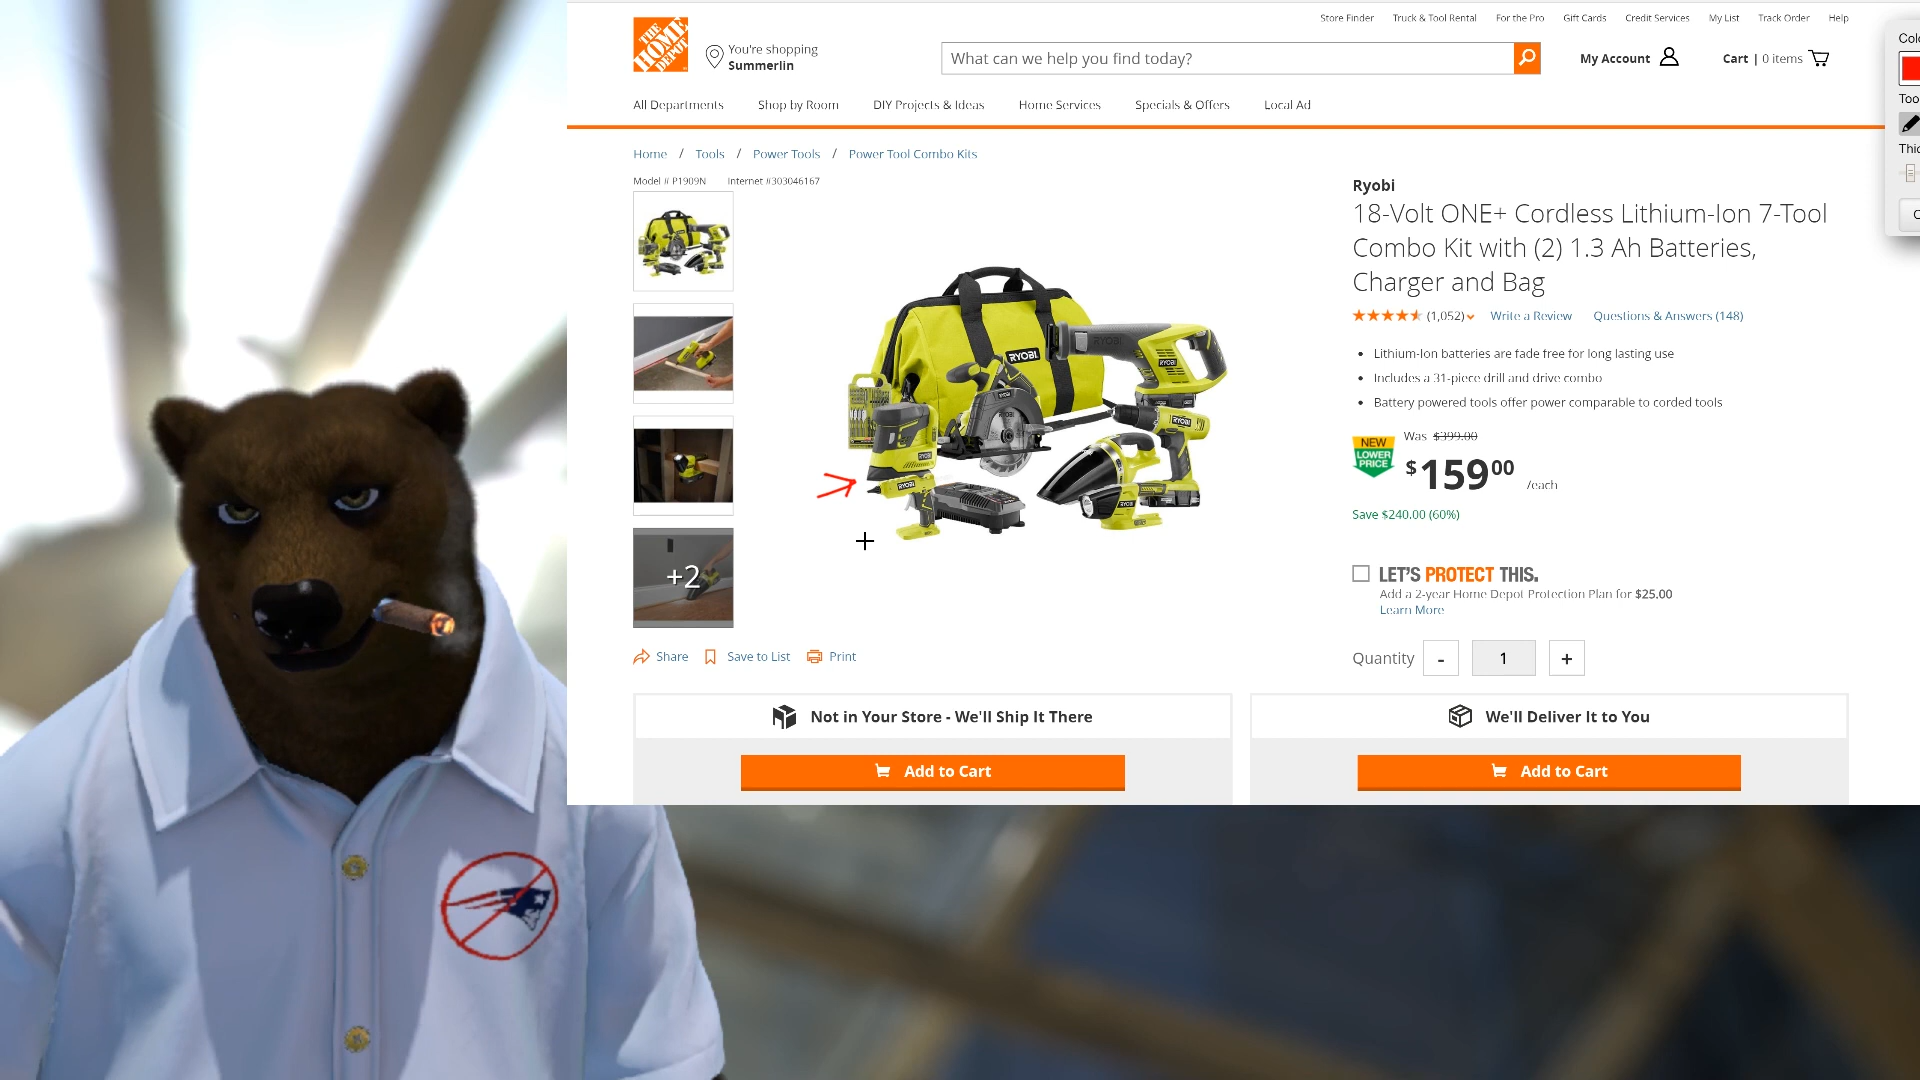 Store Finder Truck & Tool Rental For the Pro Gift Cards Credit Services My List Track Order Help
THE HOME DEPOT
You're shopping
Summerlin
What can we help you find today?
My Account
Cart | 0 items
All Departments Shop by Room DIY Projects & Ideas Home Services Specials & Offers Local Ad
Home / Tools / Power Tools / Power Tool Combo Kits
Model # P1909N Internet #303046167
Ryobi
18-Volt ONE+ Cordless Lithium-Ion 7-Tool
Combo Kit with (2) 1.3 Ah Batteries,
Charger and Bag
(1,052) Write a Review Questions & Answers (148)
• Lithium-Ion batteries are fade free for long lasting use
• Includes a 31-piece drill and drive combo
• Battery powered tools offer power comparable to corded tools
RYOBI
RYOBI
RYOBI
RYOBI
RYOBI
RYOBI
RYOBI
NEW
LOWER
PRICE
Was $399.00
$159 00 /each
Save $240.00 (60%)
+2
LET'S PROTECT THIS.
Add a 2-year Home Depot Protection Plan for $25.00
Learn More
Share Save to List Print
Quantity - 1 +
Not in Your Store - We'll Ship It There
Add to Cart
We'll Deliver It to You
Add to Cart